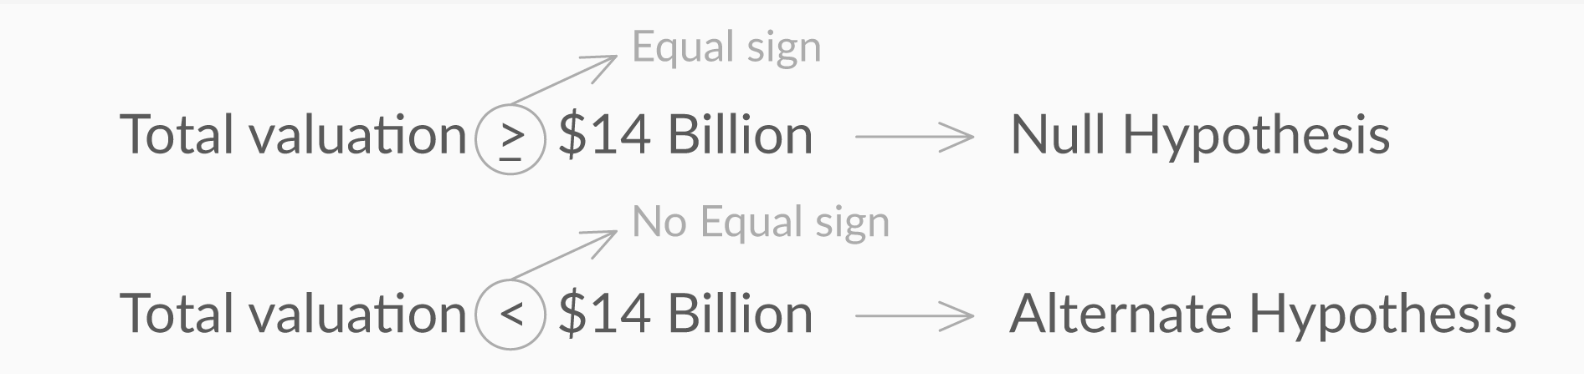 Equal sign
Total valuation ≥ $14 Billion Null Hypothesis
No Equal sign
Total valuation < $14 Billion Alternate Hypothesis